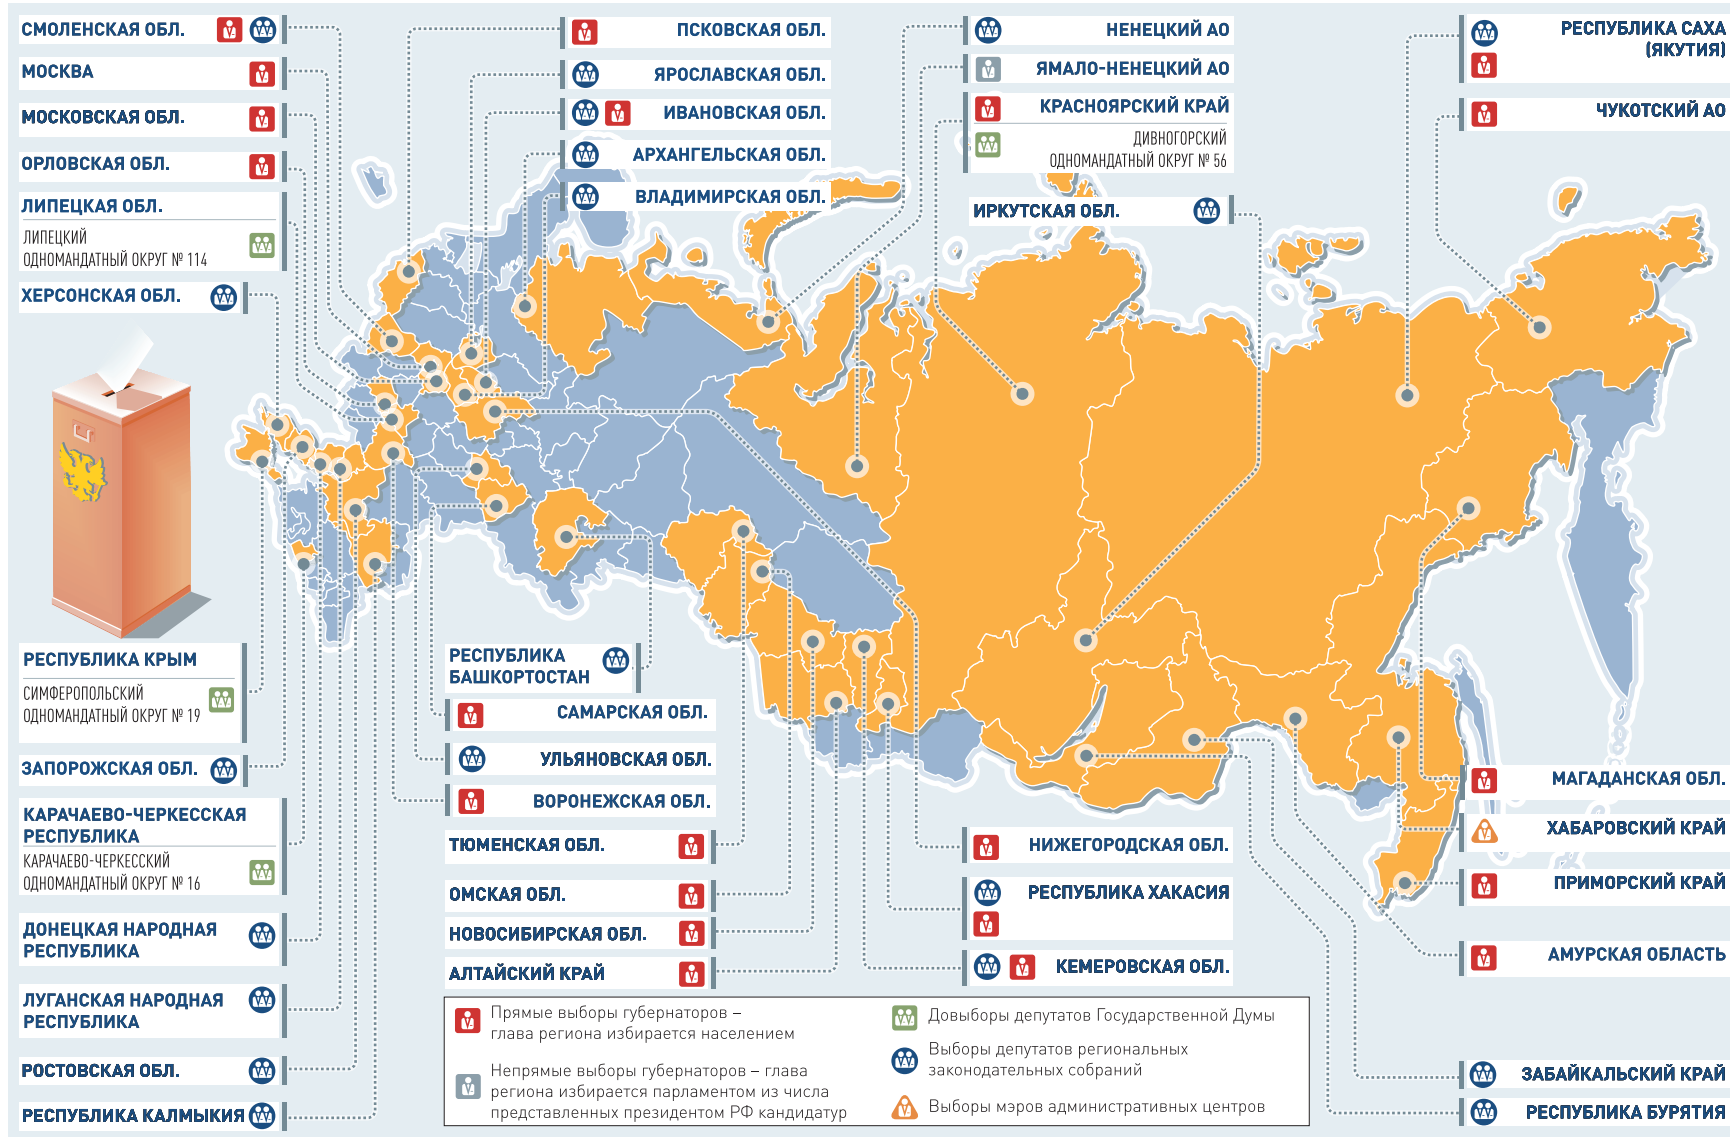 СМОЛЕНСКАЯ ОБЛ.
МОСКВА
МОСКОВСКАЯ ОБЛ.
ОРЛОВСКАЯ ОБЛ.
ЛИПЕЦКАЯ ОБЛ.
ЛИПЕЦКИЙ
ОДНОМАНДАТНЫЙ ОКРУГ № 114
ХЕРСОНСКАЯ ОБЛ.
ПСКОВСКАЯ ОБЛ.
ЯРОСЛАВСКАЯ ОБЛ.
ИВАНОВСКАЯ ОБЛ.
АРХАНГЕЛЬСКАЯ ОБЛ.
ВЛАДИМИРСКАЯ ОБЛ.
НЕНЕЦКИЙ АО
ЯМАЛО-НЕНЕЦКИЙ АО
КРАСНОЯРСКИЙ КРАЙ
ДИВНОГОРСКИЙ
ОДНОМАНДАТНЫЙ ОКРУГ № 56
ИРКУТСКАЯ ОБЛ.
РЕСПУБЛИКА САХА
(ЯКУТИЯ)
ЧУКОТСКИЙ АО
РЕСПУБЛИКА КРЫМ
СИМФЕРОПОЛЬСКИЙ
ОДНОМАНДАТНЫЙ ОКРУГ № 19
ЗАПОРОЖСКАЯ ОБЛ.
КАРАЧАЕВО-ЧЕРКЕССКАЯ
РЕСПУБЛИКА
КАРАЧАЕВО-ЧЕРКЕССКИЙ
ОДНОМАНДАТНЫЙ ОКРУГ № 16
ДОНЕЦКАЯ НАРОДНАЯ
РЕСПУБЛИКА
ЛУГАНСКАЯ НАРОДНАЯ
РЕСПУБЛИКА
РОСТОВСКАЯ ОБЛ.
РЕСПУБЛИКА КАЛМЫКИЯ
РЕСПУБЛИКА
БАШКОРТОСТАН
САМАРСКАЯ ОБЛ.
УЛЬЯНОВСКАЯ ОБЛ.
ВОРОНЕЖСКАЯ ОБЛ.
ТЮМЕНСКАЯ ОБЛ.
ОМСКАЯ ОБЛ.
НОВОСИБИРСКАЯ ОБЛ.
АЛТАЙСКИЙ КРАЙ
НИЖЕГОРОДСКАЯ ОБЛ.
РЕСПУБЛИКА ХАКАСИЯ
КЕМЕРОВСКАЯ ОБЛ.
МАГАДАНСКАЯ ОБЛ.
ХАБАРОВСКИЙ КРАЙ
ПРИМОРСКИЙ КРАЙ
АМУРСКАЯ ОБЛАСТЬ
ЗАБАЙКАЛЬСКИЙ КРАЙ
РЕСПУБЛИКА БУРЯТИЯ
Прямые выборы губернаторов –
глава региона избирается населением
Непрямые выборы губернаторов – глава
региона избирается парламентом из числа
представленных президентом РФ кандидатур
Довыборы депутатов Государственной Думы
Выборы депутатов региональных
законодательных собраний
Выборы мэров административных центров